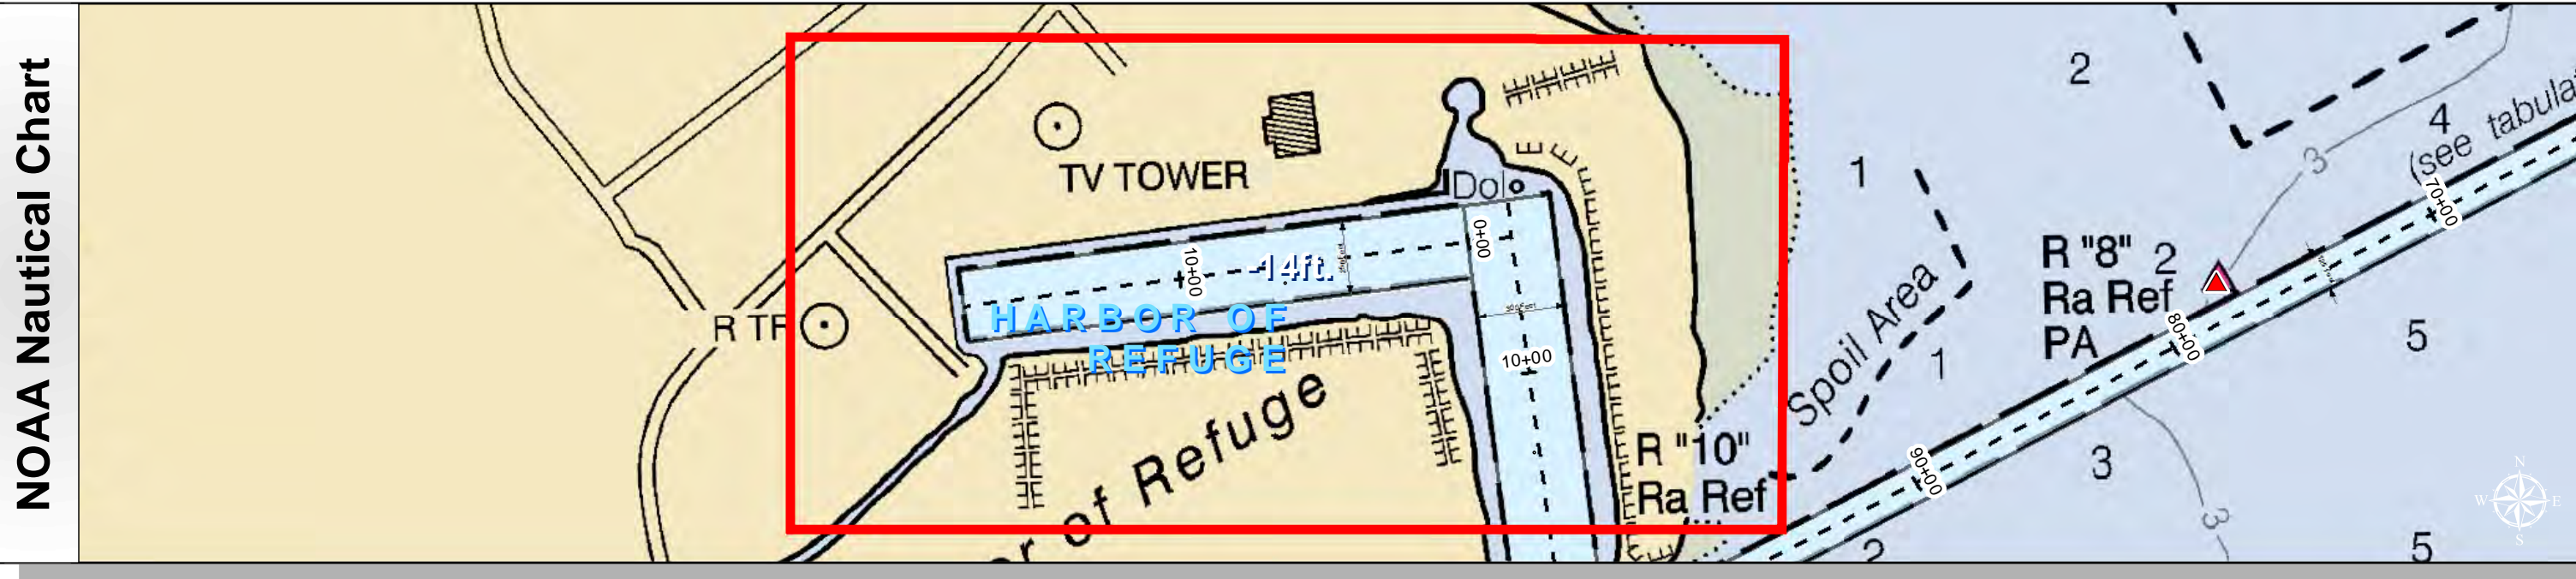 NOAA Nautical Chart
2
4
(see tabula
3
TV TOWER
Dol
1
70+00
0+00
10+00
-14ft.
R "8" 2
Ra Ref
PA
80+00
5
R TR
HARBOR OF
REFUGE
10+00
Spoil Area
1
of Refuge
R "10"
Ra Ref
90+00
3
3
2
5
N
W
E
S